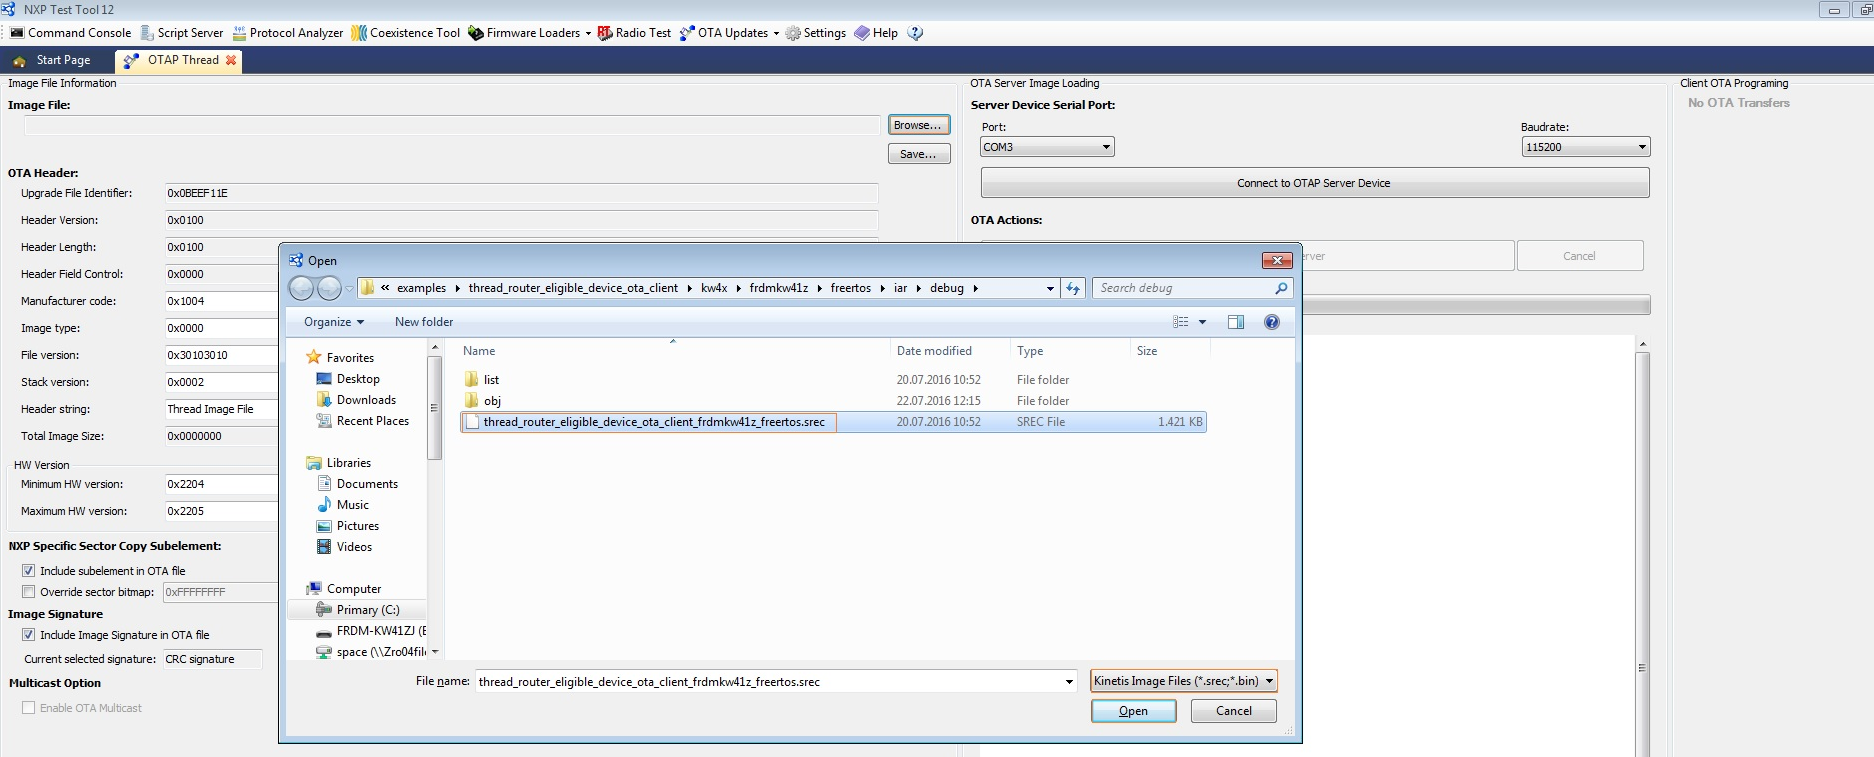 NXP Test Tool 12
Command Console Script Server Protocol Analyzer Coexistence Tool Firmware Loaders Radio Test OTA Updates Settings Help
Start Page OTAP Thread
Image File Information
Image File:
Browse...
Save...
OTA Header:
Upgrade File Identifier: 0x0BEEF11E
Header Version: 0x0100
Header Length: 0x0100
Header Field Control: 0x0000
Manufacturer code: 0x1004
Image type: 0x0000
File version: 0x30103010
Stack version: 0x0002
Header string: Thread Image File
Total Image Size: 0x0000000
HW Version
Minimum HW version: 0x2204
Maximum HW version: 0x2205
NXP Specific Sector Copy Subelement:
Include subelement in OTA file
Override sector bitmap: 0xFFFFFFFF
Image Signature
Include Image Signature in OTA file
Current selected signature: CRC signature
Multicast Option
Enable OTA Multicast
OTA Server Image Loading
Server Device Serial Port:
Port: Baudrate:
COM3 115200
Connect to OTAP Server Device
OTA Actions:
erver Cancel
Client OTA Programing
No OTA Transfers
Open
« examples thread_router_eligible_device_ota_client kw4x frdmkw41z freertos iar debug Search debug
Organize New folder
Favorites
Desktop
Downloads
Recent Places
Libraries
Documents
Music
Pictures
Videos
Computer
Primary (C:)
FRDM-KW41ZJ (E
space (\\Zro04file
Name Date modified Type Size
list 20.07.2016 10:52 File folder
obj 22.07.2016 12:15 File folder
thread_router_eligible_device_ota_client_frdmkw41z_freertos.srec 20.07.2016 10:52 SREC File 1.421 KB
File name: thread_router_eligible_device_ota_client_frdmkw41z_freertos.srec Kinetis Image Files (*.srec;*.bin)
Open Cancel